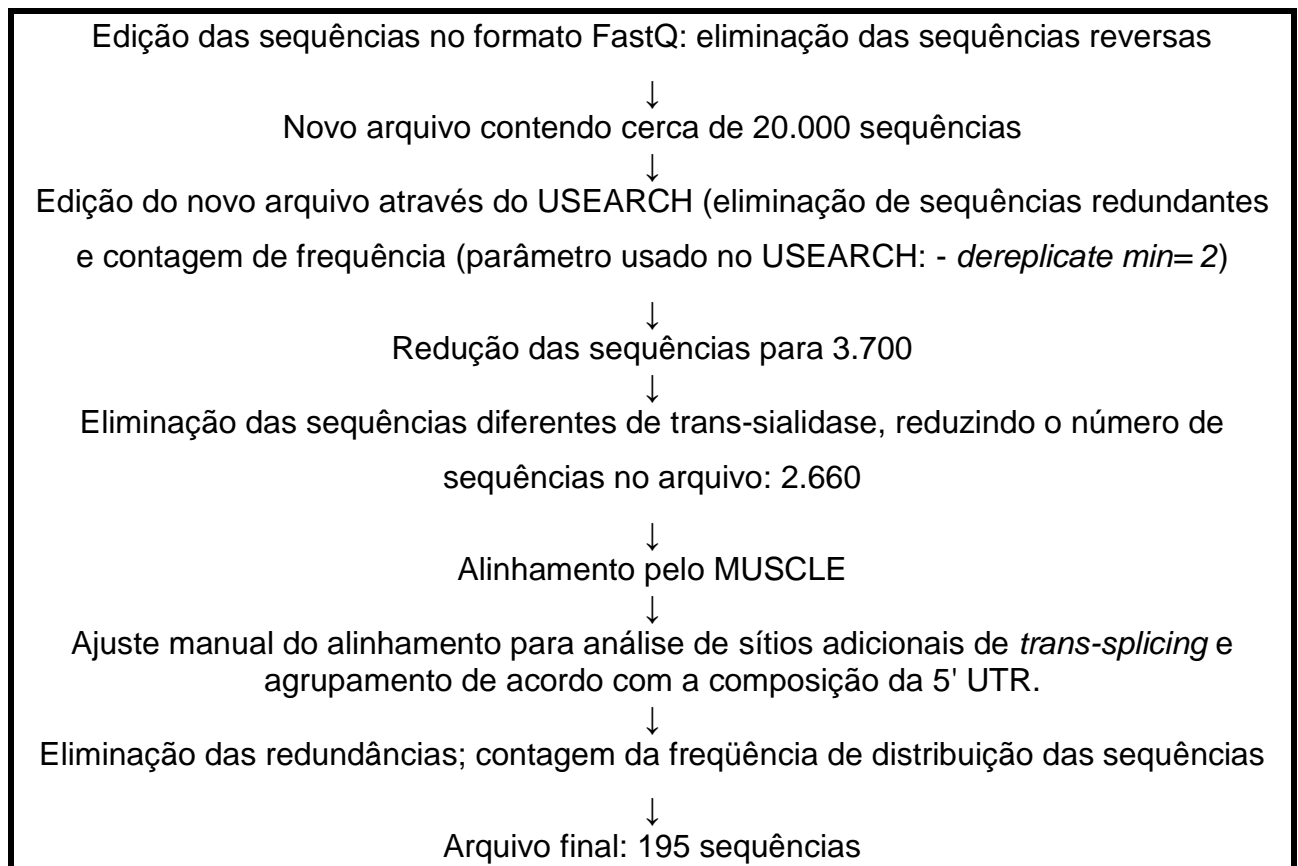 Edição das sequências no formato FastQ: eliminação das sequências reversas
↓
Novo arquivo contendo cerca de 20.000 sequências
↓
Edição do novo arquivo através do USEARCH (eliminação de sequências redundantes
e contagem de frequência (parâmetro usado no USEARCH: - dereplicate min= 2)
↓
Redução das sequências para 3.700
↓
Eliminação das sequências diferentes de trans-sialidase, reduzindo o número de
sequências no arquivo: 2.660
↓
Alinhamento pelo MUSCLE
↓
Ajuste manual do alinhamento para análise de sítios adicionais de trans-splicing e
agrupamento de acordo com a composição da 5' UTR.
↓
Eliminação das redundâncias; contagem da freqüência de distribuição das sequências
↓
Arquivo final: 195 sequências